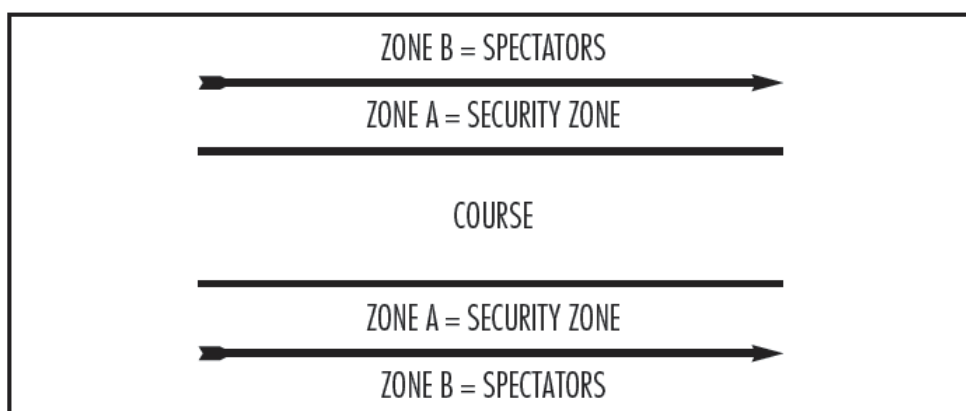 ZONE B = SPECTATORS
ZONE A = SECURITY ZONE
COURSE
ZONE A = SECURITY ZONE
ZONE B = SPECTATORS